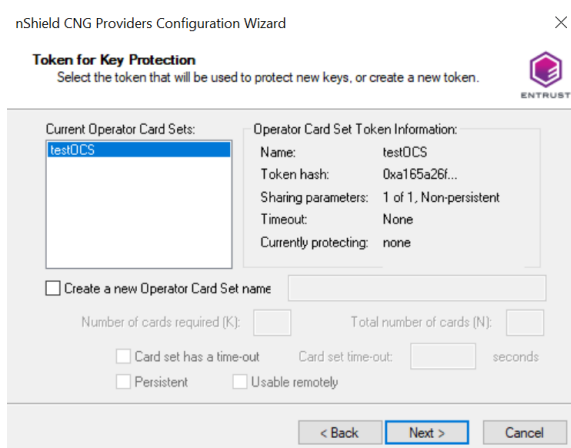 nShield CNG Providers Configuration Wizard
Token for Key Protection
Select the token that will be used to protect new keys, or create a new token.
ENTRUST
Current Operator Card Sets:
testOCS
Operator Card Set Token Information:
Name: testOCS
Token hash: 0xa165a26f...
Sharing parameters: 1 of 1, Non-persistent
Timeout: None
Currently protecting: none
Create a new Operator Card Set name
Number of cards required (K): Total number of cards (N):
Card set has a time-out Card set time-out: seconds
Persistent Usable remotely
< Back Next > Cancel